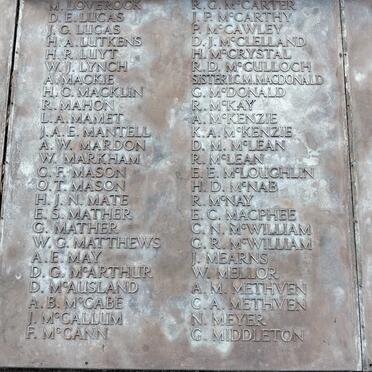 M. LOVEROCK
D. E. LUCAS
J. G. LUCAS
H. A. LUTKENS
H. P. LUYT
W. J. LYNCH
A. MACKIE
H. G. MACKLIN
R. MAHON
L. A. MAMET
J. A. E. MANTELL
A. W. MARDON
W. MARKHAM
G. F. MASON
O. T. MASON
H. J. N. MATE
E. S. MATHER
G. MATHER
W. G. MATTHEWS
A. E. MAY
D. G. McARTHUR
D. McAUSLAND
A. B. McCABE
J. McCALLUM
F. McCANN
R. G. McCARTER
J. P. McCARTHY
P. McCAWLEY
D. J. McCLELLAND
H. McCRYSTAL
R. D. McCULLOCH
SISTER I. C. M. MACDONALD
G. McDONALD
R. McKAY
A. McKENZIE
K. A. McKENZIE
D. M. McLEAN
R. McLEAN
E. E. McLOUGHLIN
H. D. McNAB
R. McNAY
E. C. MACPHEE
C. N. McWILLIAM
G. R. McWILLIAM
J. MEARNS
W. MELLOR
A. M. METHVEN
C. A. METHVEN
N. MEYER
G. MIDDLETON